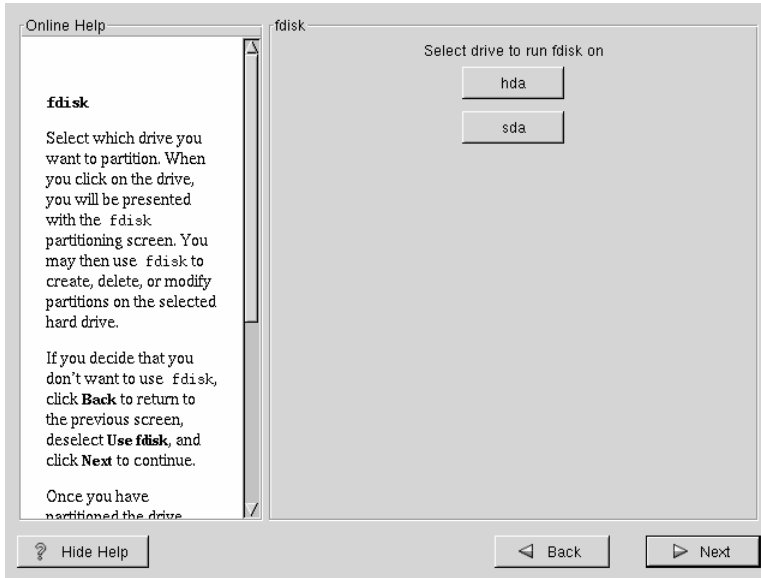 Online Help
fdisk
Select which drive you
want to partition. When
you click on the drive,
you will be presented
with the fdisk
partitioning screen. You
may then use fdisk to
create, delete, or modify
partitions on the selected
hard drive.
If you decide that you
don't want to use fdisk,
click Back to return to
the previous screen,
deselect Use fdisk, and
click Next to continue.
Once you have
partitioned the drive
fdisk
Select drive to run fdisk on
hda
sda
Hide Help
Back
Next